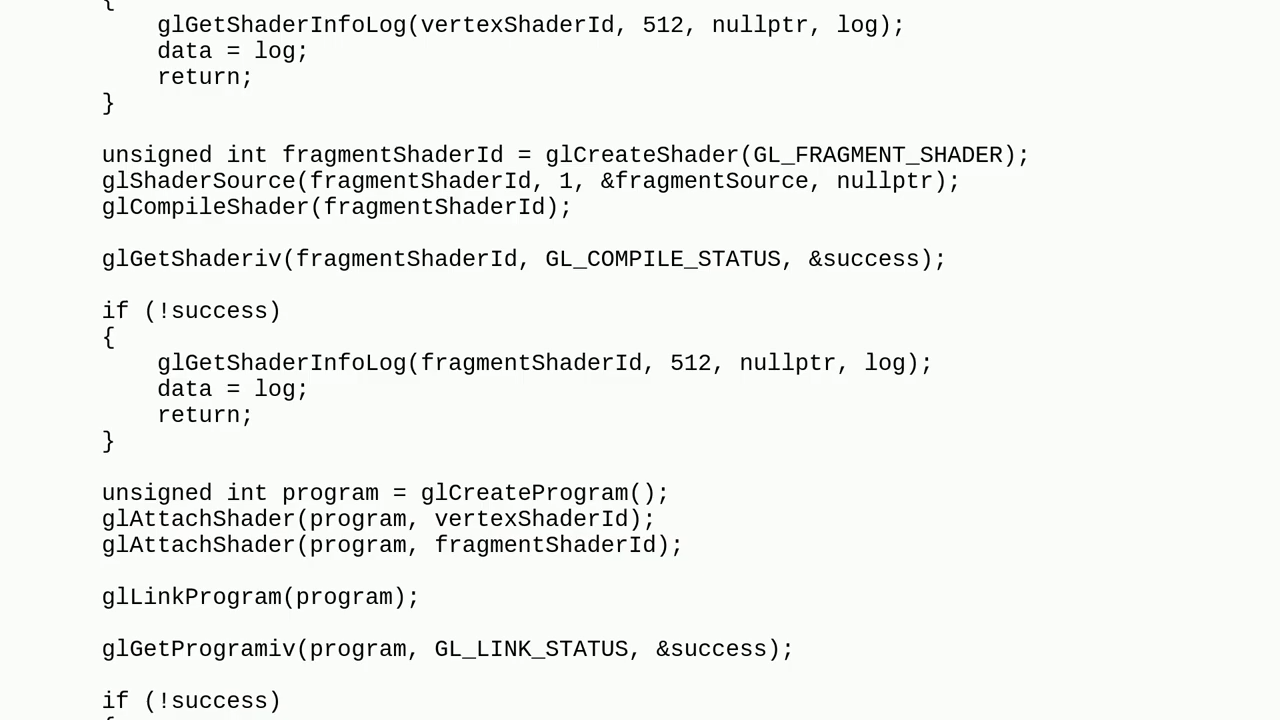 {
glGetShaderInfoLog(vertexShaderId, 512, nullptr, log);
data = log;
return;
}
unsigned int fragmentShaderId = glCreateShader(GL_FRAGMENT_SHADER);
glShaderSource(fragmentShaderId, 1, &fragmentSource, nullptr);
glCompileShader(fragmentShaderId);
glGetShaderiv(fragmentShaderId, GL_COMPILE_STATUS, &success);
if (!success)
{
glGetShaderInfoLog(fragmentShaderId, 512, nullptr, log);
data = log;
return;
}
unsigned int program = glCreateProgram();
glAttachShader(program, vertexShaderId);
glAttachShader(program, fragmentShaderId);
glLinkProgram(program);
glGetProgramiv(program, GL_LINK_STATUS, &success);
if (!success)
{